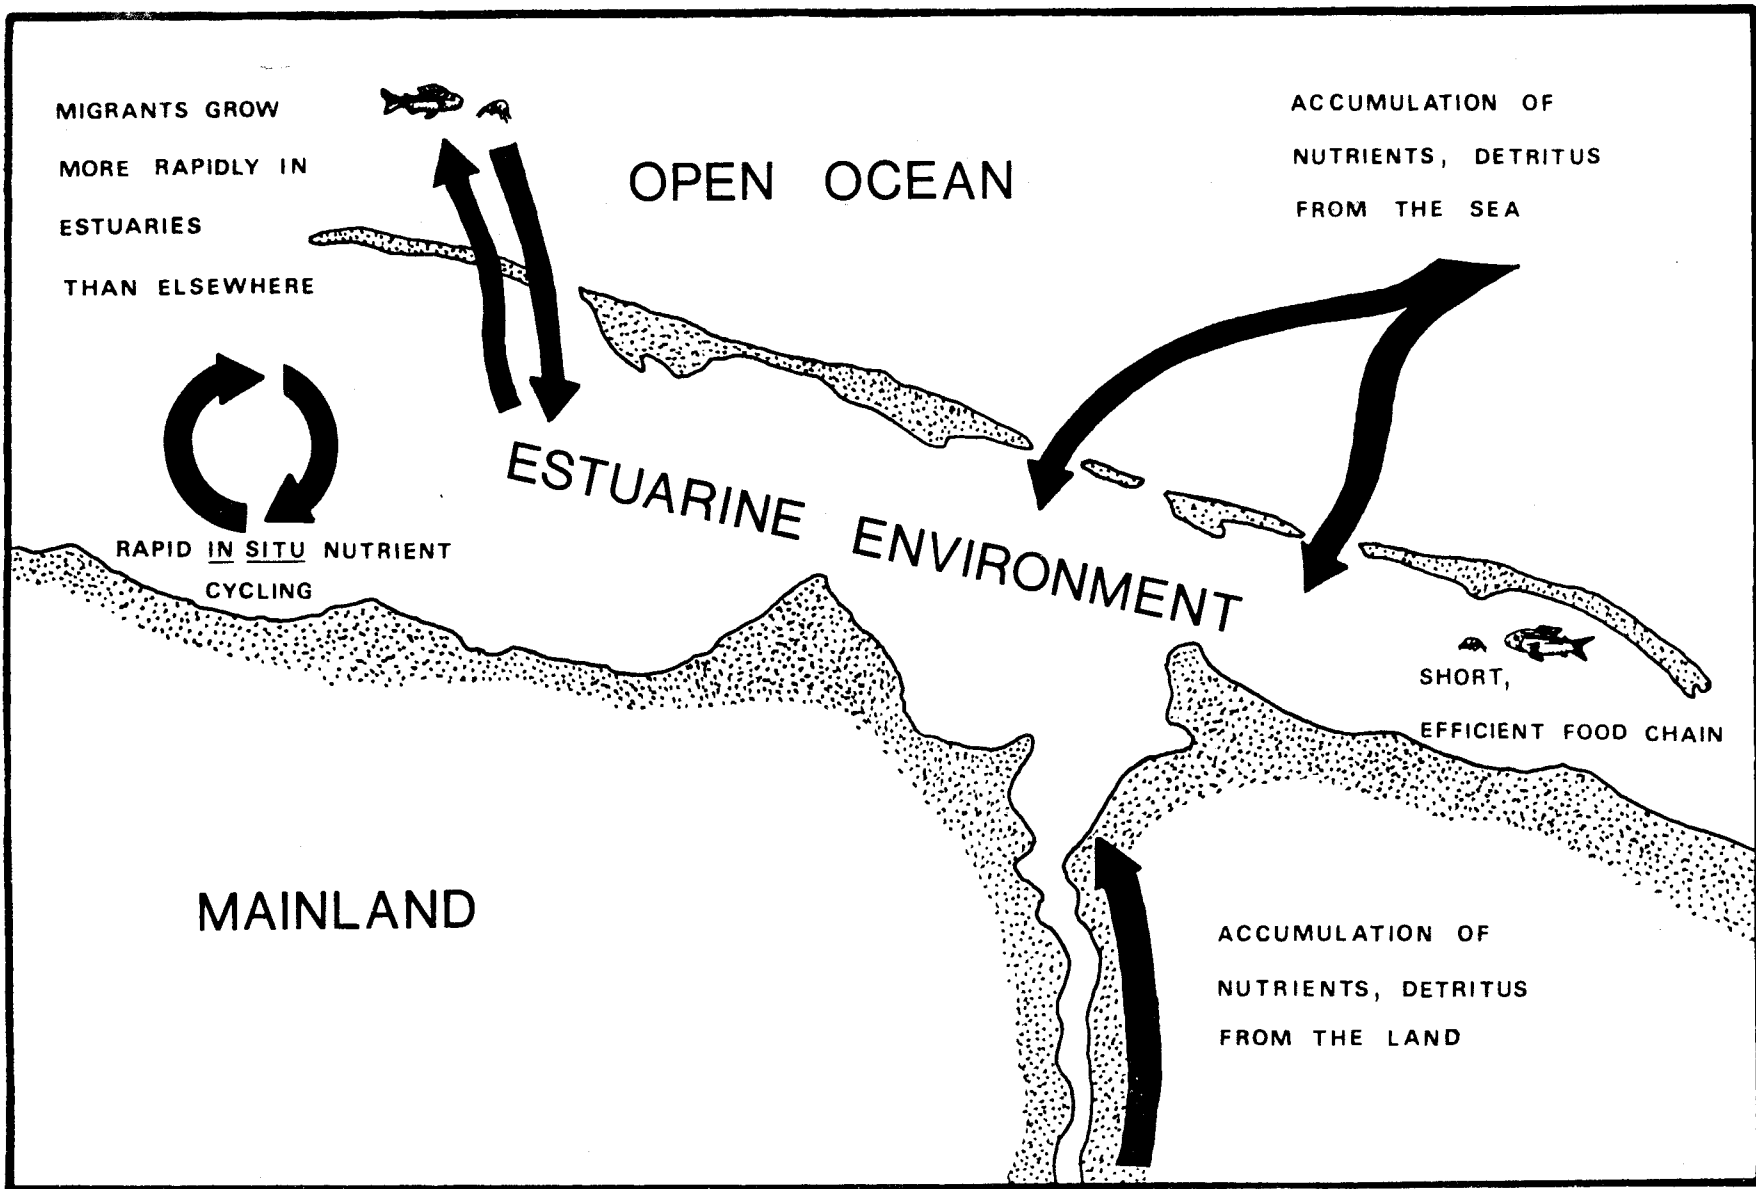 MIGRANTS GROW
MORE RAPIDLY IN
ESTUARIES
THAN ELSEWHERE
OPEN OCEAN
ACCUMULATION OF
NUTRIENTS, DETRITUS
FROM THE SEA
ESTUARINE ENVIRONMENT
RAPID IN SITU NUTRIENT
CYCLING
SHORT,
EFFICIENT FOOD CHAIN
MAINLAND
ACCUMULATION OF
NUTRIENTS, DETRITUS
FROM THE LAND